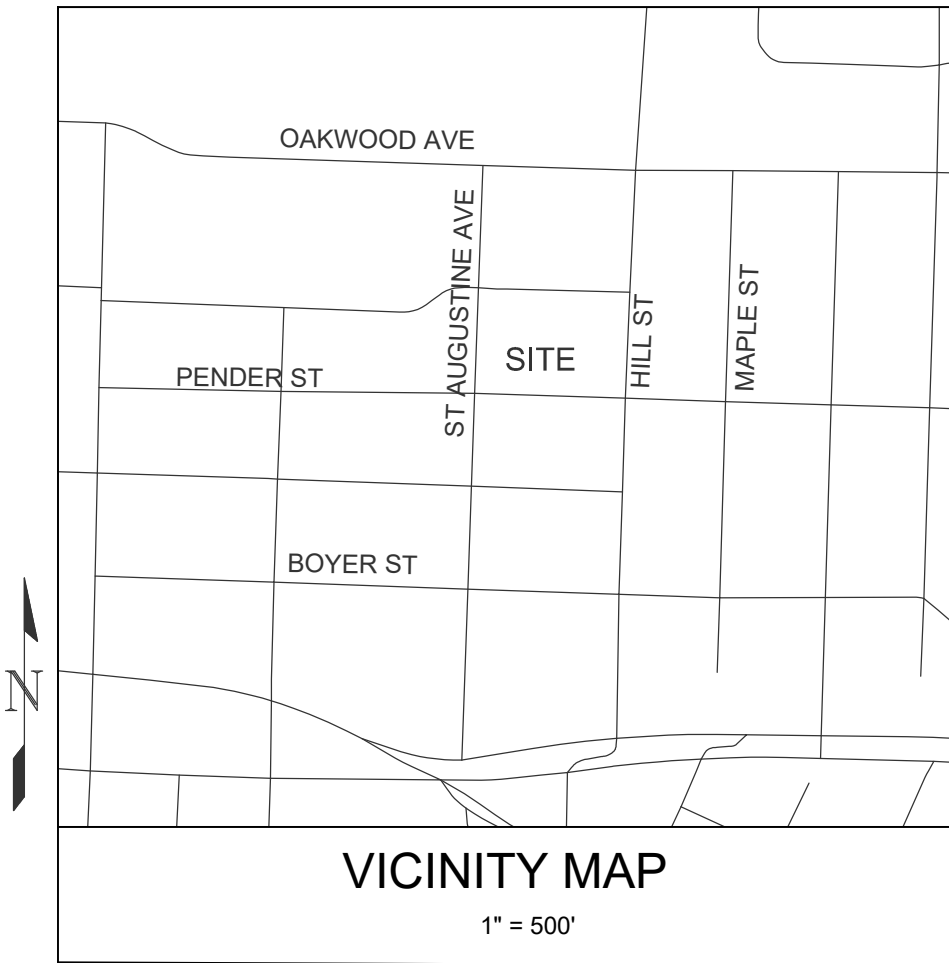 OAKWOOD AVE
ST AUGUSTINE AVE
HILL ST
MAPLE ST
SITE
PENDER ST
BOYER ST
N
VICINITY MAP
1" = 500'